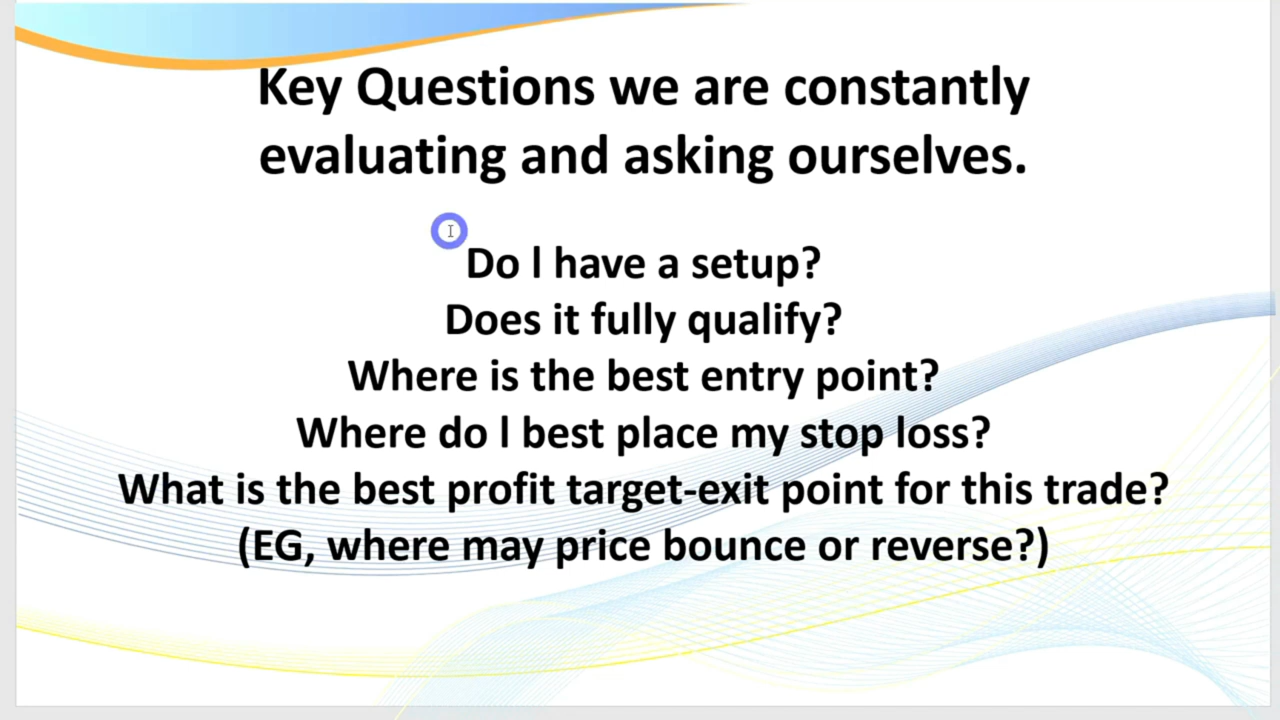 Key Questions we are constantly
evaluating and asking ourselves.
Do I have a setup?
Does it fully qualify?
Where is the best entry point?
Where do I best place my stop loss?
What is the best profit target-exit point for this trade?
(EG, where may price bounce or reverse?)